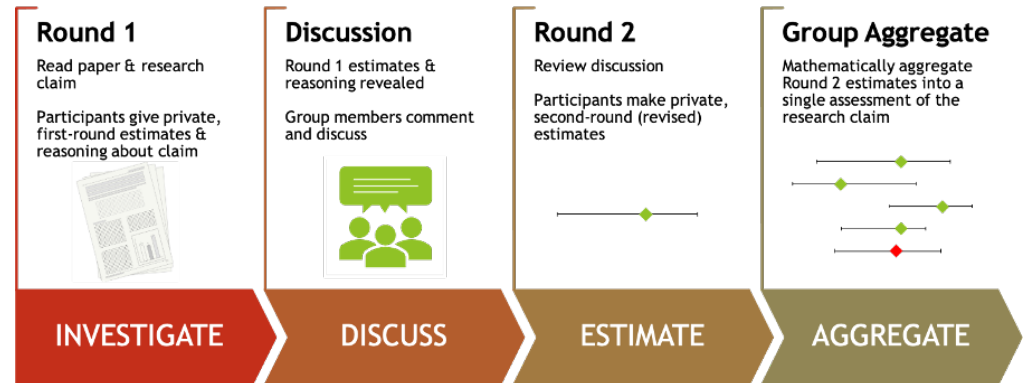 Round 1
Read paper & research
claim
Participants give private,
first-round estimates &
reasoning about claim
INVESTIGATE
Discussion
Round 1 estimates &
reasoning revealed
Group members comment
and discuss
DISCUSS
Round 2
Review discussion
Participants make private,
second-round (revised)
estimates
ESTIMATE
Group Aggregate
Mathematically aggregate
Round 2 estimates into a
single assessment of the
research claim
AGGREGATE